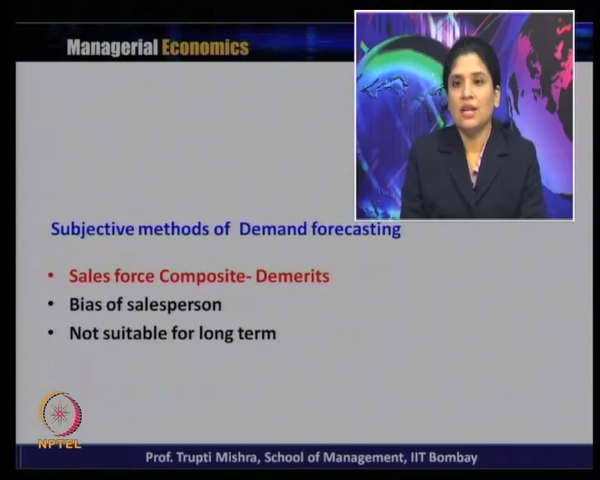 Managerial Economics
Subjective methods of Demand forecasting
• Sales force Composite- Demerits
• Bias of salesperson
• Not suitable for long term
NPTEL
Prof. Trupti Mishra, School of Management, IIT Bombay